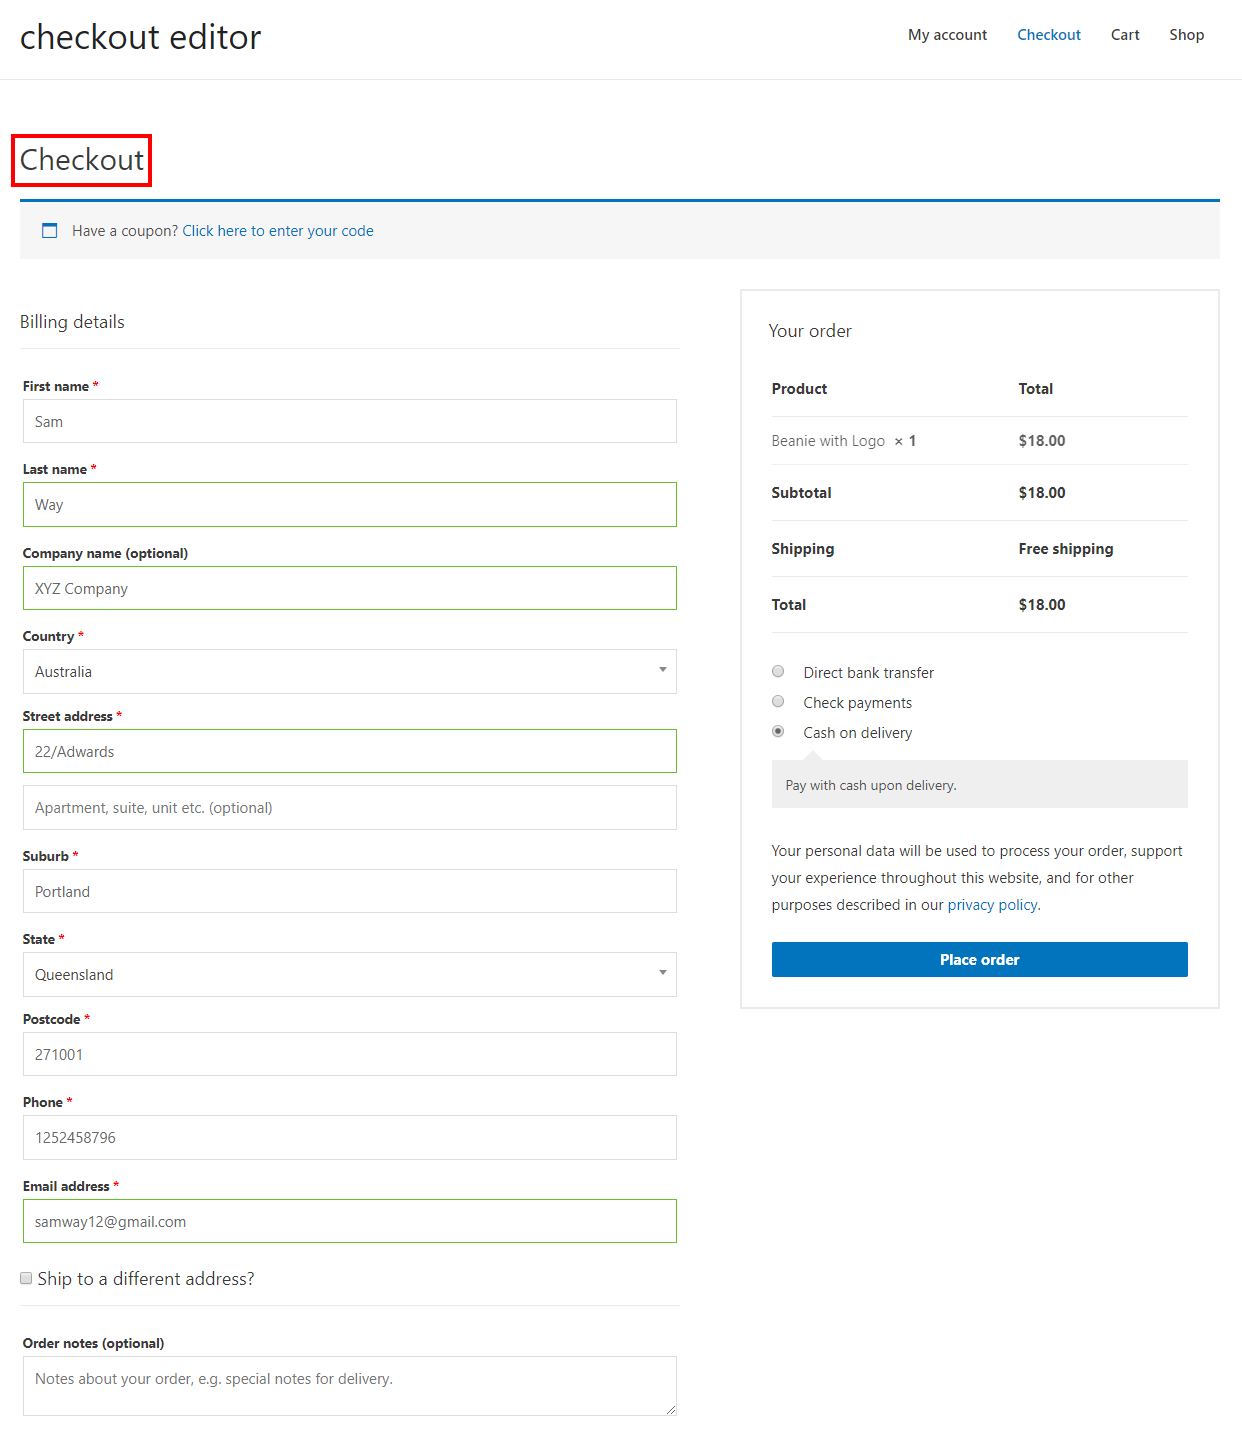 checkout editor
My account Checkout Cart Shop
Checkout
Have a coupon? Click here to enter your code
Billing details
First name *
Sam
Last name *
Way
Company name (optional)
XYZ Company
Country *
Australia
Street address *
22/Adwards
Apartment, suite, unit etc. (optional)
Suburb *
Portland
State *
Queensland
Postcode *
271001
Phone *
1252458796
Email address *
samway12@gmail.com
Ship to a different address?
Order notes (optional)
Notes about your order, e.g. special notes for delivery.
Your order
Product Total
Beanie with Logo × 1 $18.00
Subtotal $18.00
Shipping Free shipping
Total $18.00
Direct bank transfer
Check payments
Cash on delivery
Pay with cash upon delivery.
Your personal data will be used to process your order, support
your experience throughout this website, and for other
purposes described in our privacy policy.
Place order